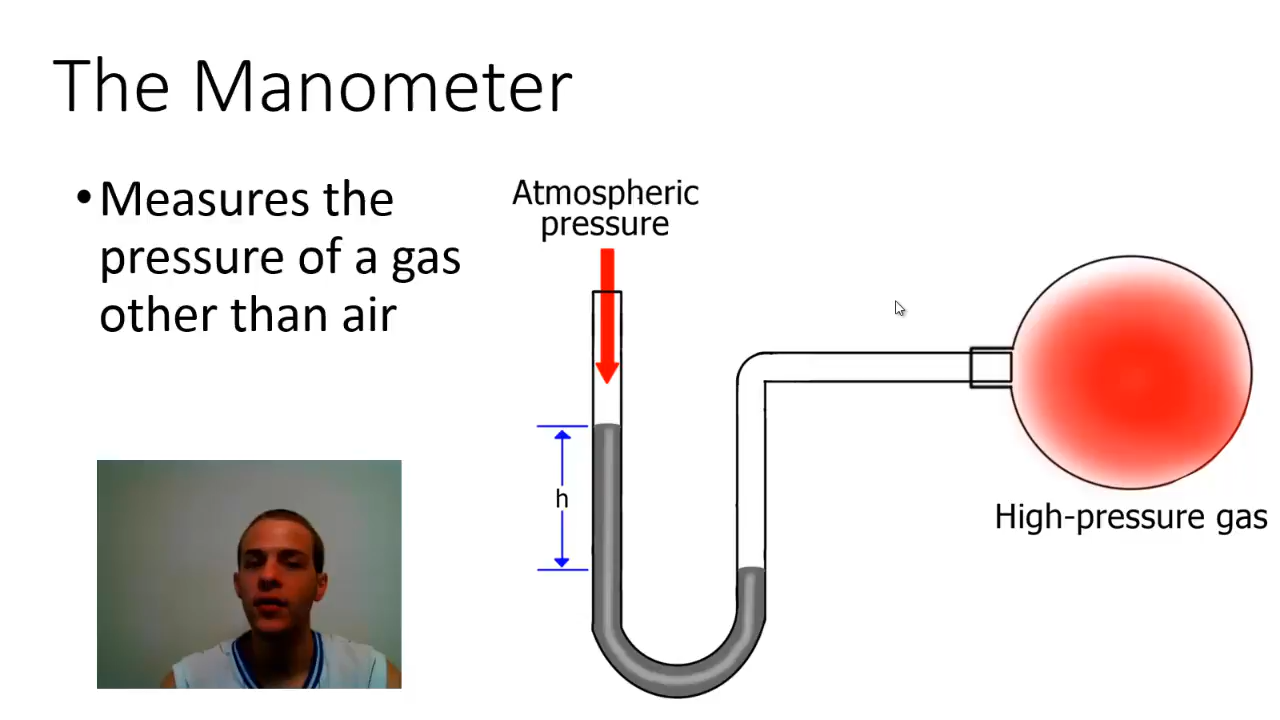 The Manometer
•Measures the
pressure of a gas
other than air
Atmospheric
pressure
h
High-pressure gas